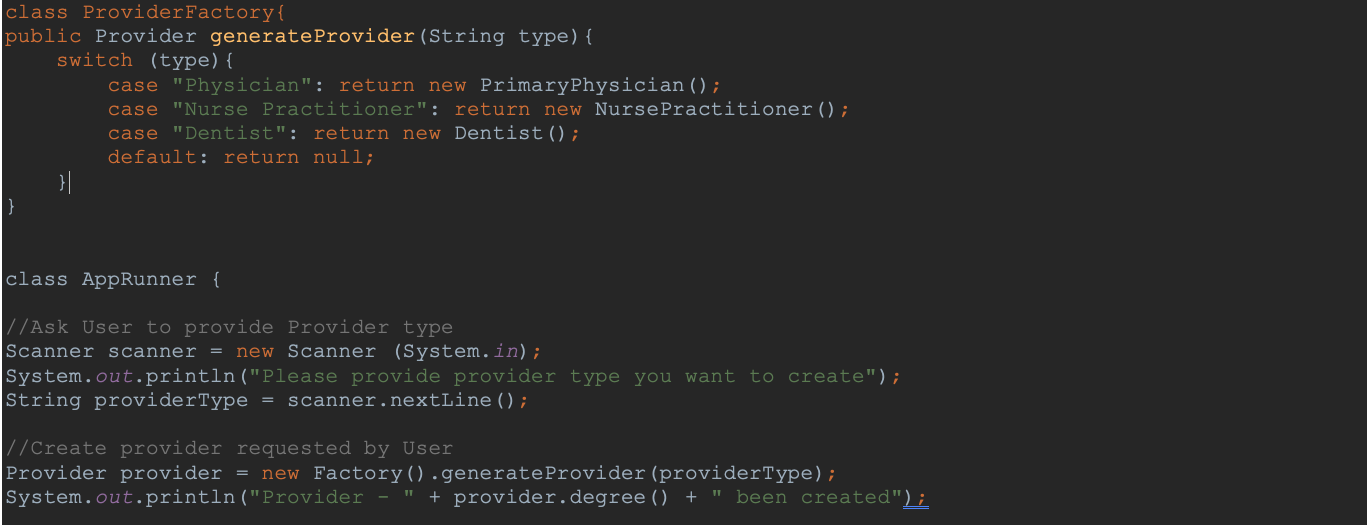 class ProviderFactory{
public Provider generateProvider(String type){
    switch (type){
        case "Physician": return new PrimaryPhysician();
        case "Nurse Practitioner": return new NursePractitioner();
        case "Dentist": return new Dentist();
        default: return null;
    }
}
class AppRunner {
//Ask User to provide Provider type
Scanner scanner = new Scanner (System.in);
System.out.println("Please provide provider type you want to create");
String providerType = scanner.nextLine();
//Create provider requested by User
Provider provider = new Factory().generateProvider(providerType);
System.out.println("Provider - " + provider.degree() + " been created");